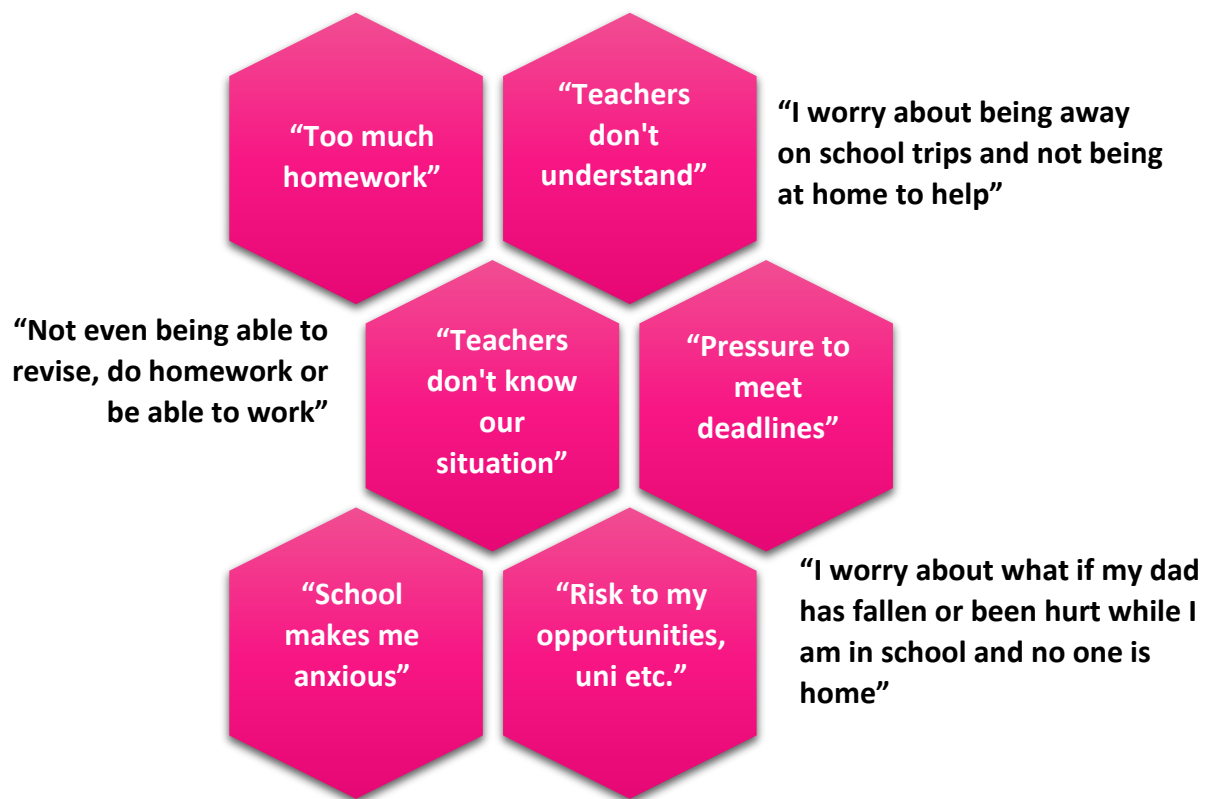 “Too much
homework”
“Teachers
don't
understand”
“I worry about being away
on school trips and not being
at home to help”
“Not even being able to
revise, do homework or
be able to work”
“Teachers
don't know
our
situation”
“Pressure to
meet
deadlines”
“School
makes me
anxious”
“Risk to my
opportunities,
uni etc.”
“I worry about what if my dad
has fallen or been hurt while I
am in school and no one is
home”